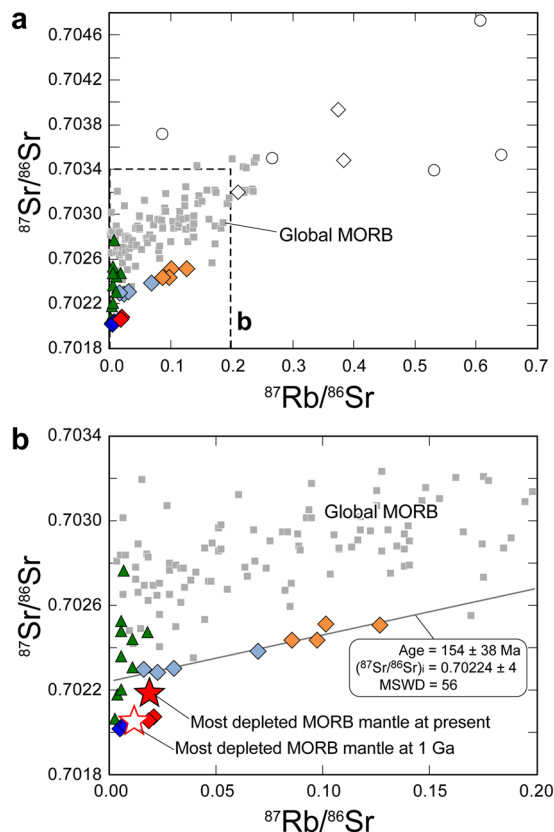 a
0.7046
0.7042
0.7038
0.7034
0.7030
0.7026
0.7022
0.7018
87Sr/86Sr
Global MORB
b
0.0 0.1 0.2 0.3 0.4 0.5 0.6 0.7
87Rb/86Sr
b
0.7034
0.7030
0.7026
0.7022
0.7018
87Sr/86Sr
Global MORB
Age = 154 ± 38 Ma
(87Sr/86Sr)i = 0.70224 ± 4
MSWD = 56
Most depleted MORB mantle at present
Most depleted MORB mantle at 1 Ga
0.00 0.05 0.10 0.15 0.20
87Rb/86Sr